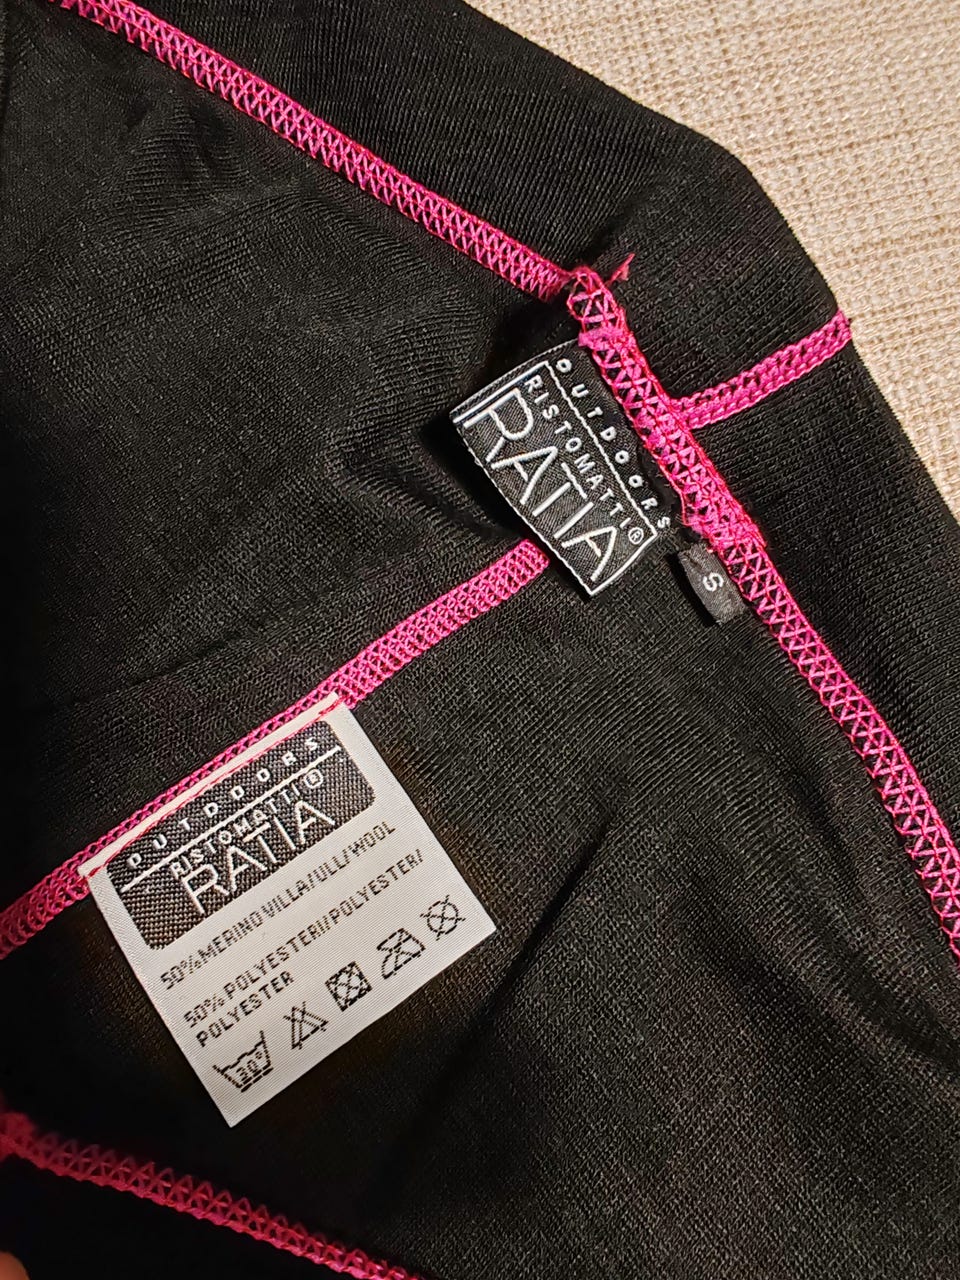 OUTDOORS
RISTOMATTI®
RATIA
S
OUTDOORS
RISTOMATTI®
RATIA
50% MERINO VILLA/ULL/WOOL
50% POLYESTERI/POLYESTER/
POLYESTER
30°